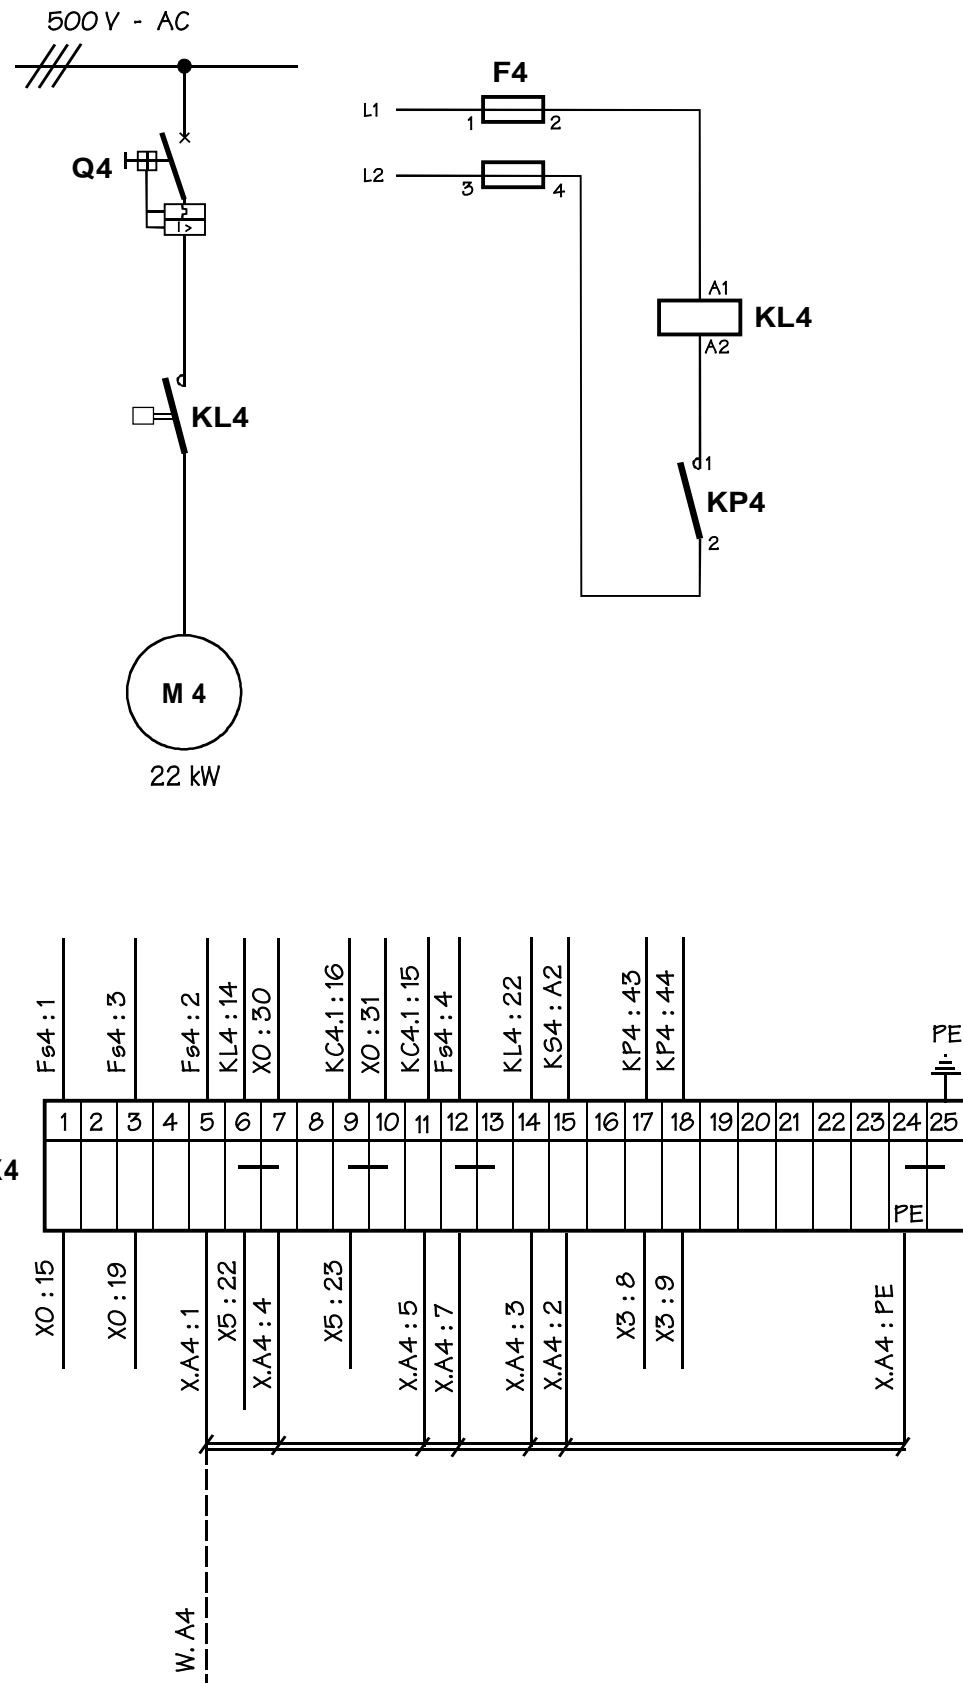 500 V - AC
F4
L1
1
2
Q4
L2
3
4
I >
A1
KL4
A2
KL4
1
KP4
2
M 4
22 kW
Fs4 : 1
Fs4 : 3
Fs4 : 2
KL4 : 14
X0 : 30
KC4.1 : 16
X0 : 31
KC4.1 : 15
Fs4 : 4
KL4 : 22
KS4 : A2
KP4 : 43
KP4 : 44
PE
1 2 3 4 5 6 7 8 9 10 11 12 13 14 15 16 17 18 19 20 21 22 23 24 25
4
PE
X0 : 15
X0 : 19
X.A4 : 1
X5 : 22
X.A4 : 4
X5 : 23
X.A4 : 5
X.A4 : 7
X.A4 : 3
X.A4 : 2
X3 : 8
X3 : 9
X.A4 : PE
W. A4